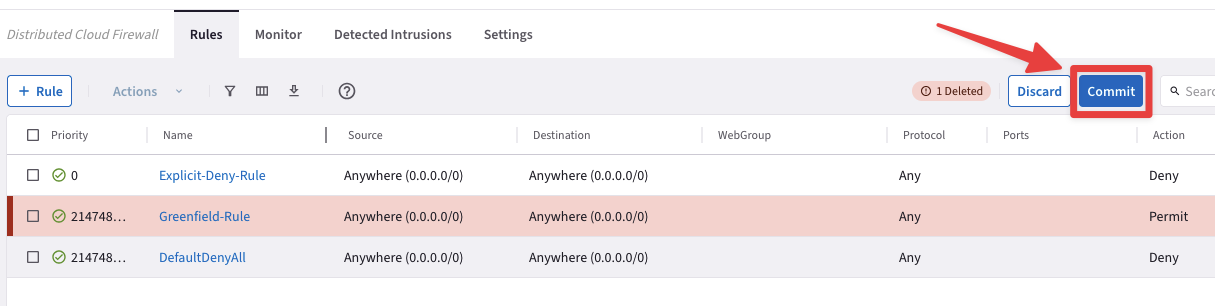 Distributed Cloud Firewall Rules Monitor Detected Intrusions Settings
+ Rule Actions ? 1 Deleted Discard Commit Searc
Priority Name Source Destination WebGroup Protocol Ports Action
0 Explicit-Deny-Rule Anywhere (0.0.0.0/0) Anywhere (0.0.0.0/0) Any Deny
214748... Greenfield-Rule Anywhere (0.0.0.0/0) Anywhere (0.0.0.0/0) Any Permit
214748... DefaultDenyAll Anywhere (0.0.0.0/0) Anywhere (0.0.0.0/0) Any Deny